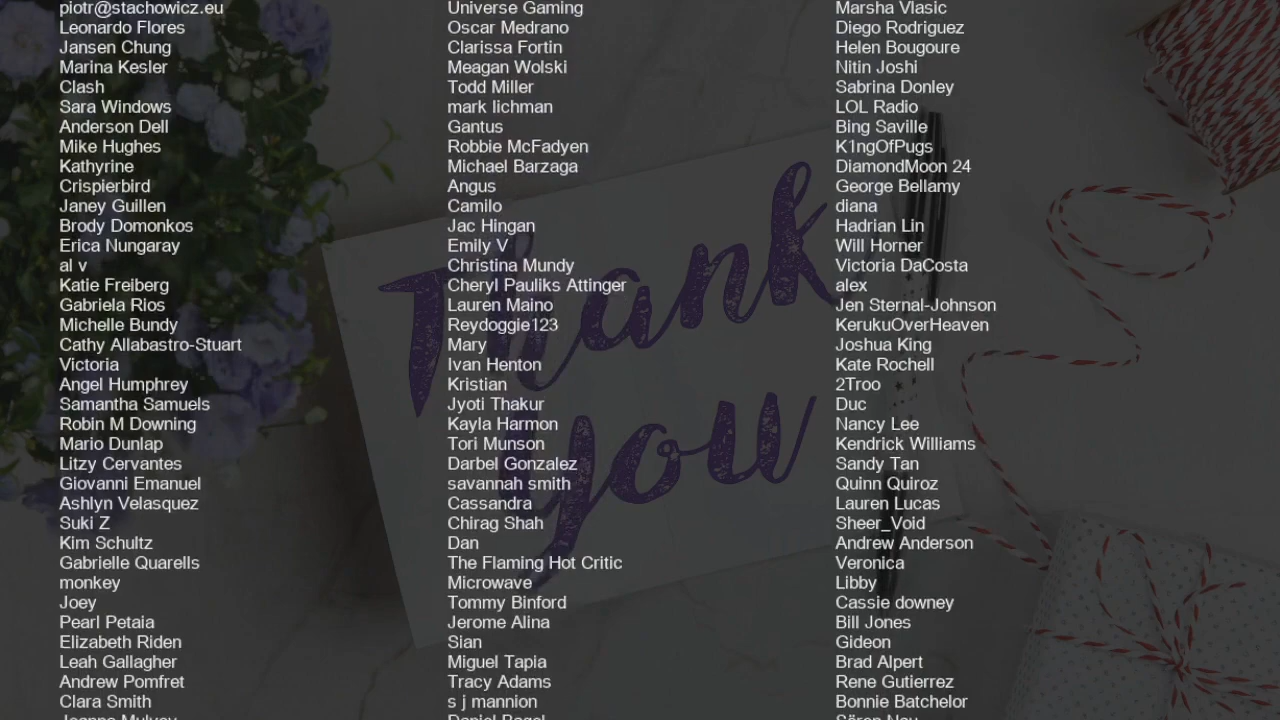 piotr@stachowicz.eu
Leonardo Flores
Jansen Chung
Marina Kesler
Clash
Sara Windows
Anderson Dell
Mike Hughes
Kathyrine
Crispierbird
Janey Guillen
Brody Domonkos
Erica Nungaray
al v
Katie Freiberg
Gabriela Rios
Michelle Bundy
Cathy Allabastro-Stuart
Victoria
Angel Humphrey
Samantha Samuels
Robin M Downing
Mario Dunlap
Litzy Cervantes
Giovanni Emanuel
Ashlyn Velasquez
Suki Z
Kim Schultz
Gabrielle Quarells
monkey
Joey
Pearl Petaia
Elizabeth Riden
Leah Gallagher
Andrew Pomfret
Clara Smith
Universe Gaming
Oscar Medrano
Clarissa Fortin
Meagan Wolski
Todd Miller
mark lichman
Gantus
Robbie McFadyen
Michael Barzaga
Angus
Camilo
Jac Hingan
Emily V
Christina Mundy
Cheryl Pauliks Attinger
Lauren Maino
Reydoggie123
Mary
Ivan Henton
Kristian
Jyoti Thakur
Kayla Harmon
Tori Munson
Darbel Gonzalez
savannah smith
Cassandra
Chirag Shah
Dan
The Flaming Hot Critic
Microwave
Tommy Binford
Jerome Alina
Sian
Miguel Tapia
Tracy Adams
s j mannion
Marsha Vlasic
Diego Rodriguez
Helen Bougoure
Nitin Joshi
Sabrina Donley
LOL Radio
Bing Saville
K1ngOfPugs
DiamondMoon 24
George Bellamy
diana
Hadrian Lin
Will Horner
Victoria DaCosta
alex
Jen Sternal-Johnson
KerukuOverHeaven
Joshua King
Kate Rochell
2Troo
Duc
Nancy Lee
Kendrick Williams
Sandy Tan
Quinn Quiroz
Lauren Lucas
Sheer_Void
Andrew Anderson
Veronica
Libby
Cassie downey
Bill Jones
Gideon
Brad Alpert
Rene Gutierrez
Bonnie Batchelor
Thank
you